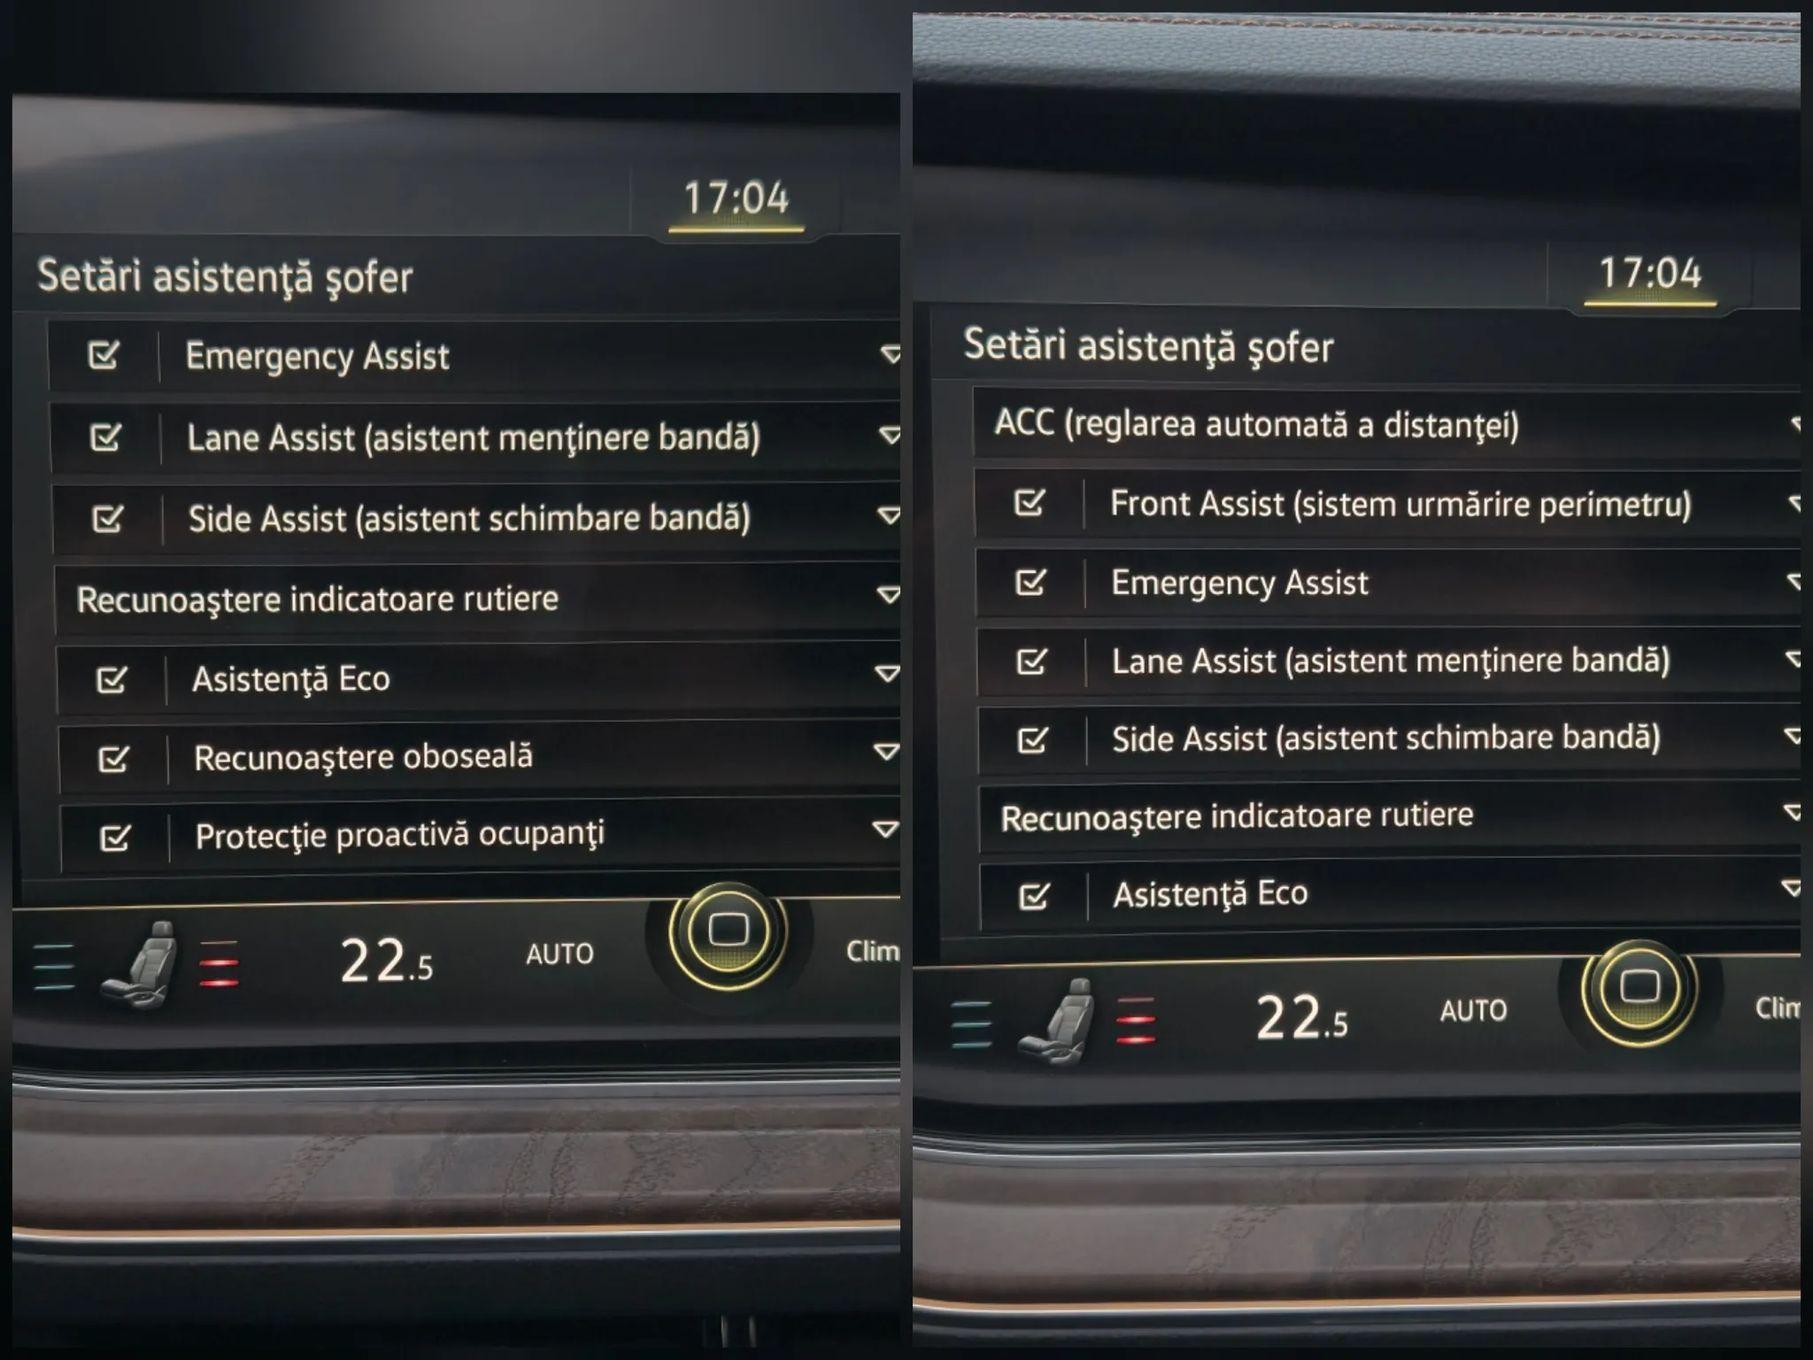 17:04
Setări asistenţă şofer
Emergency Assist
Lane Assist (asistent menţinere bandă)
Side Assist (asistent schimbare bandă)
Recunoaştere indicatoare rutiere
Asistenţă Eco
Recunoaştere oboseală
Protecţie proactivă ocupanţi
22.5
AUTO
Clim
17:04
Setări asistenţă şofer
ACC (reglarea automată a distanţei)
Front Assist (sistem urmărire perimetru)
Emergency Assist
Lane Assist (asistent menţinere bandă)
Side Assist (asistent schimbare bandă)
Recunoaştere indicatoare rutiere
Asistenţă Eco
22.5
AUTO
Clim